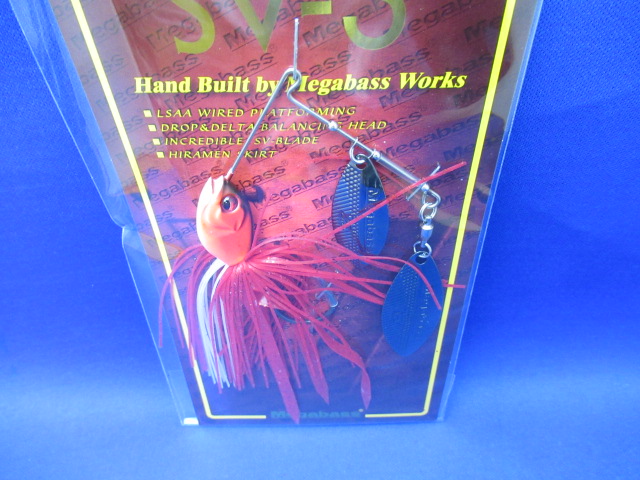 SV-3
Hand Built by Megabass Works
LSAA WIRED PLATFORMING
DROP&DELTA BALANCING HEAD
INCREDIBLE SV-BLADE
HIRAMEN SKIRT
Megabass